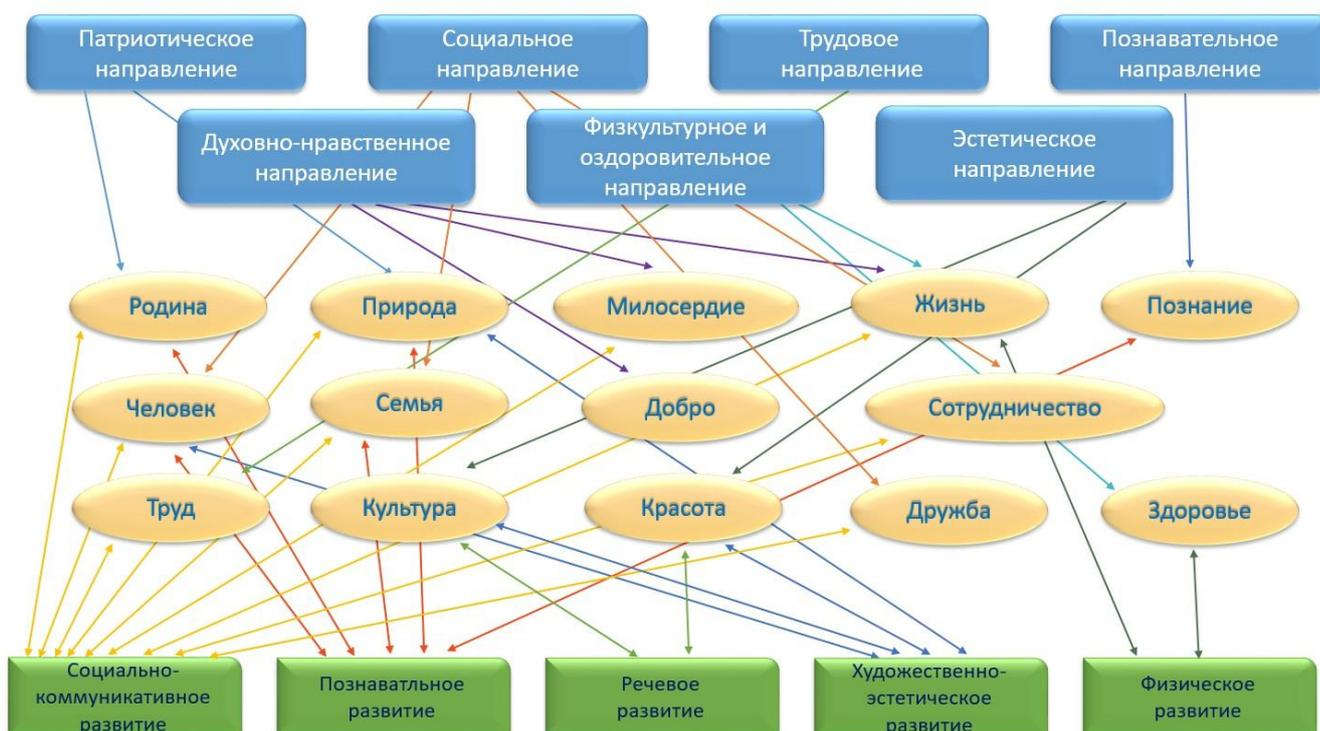 Патриотическое
направление
Социальное
направление
Трудовое
направление
Познавательное
направление
Духовно-нравственное
направление
Физкультурное и
оздоровительное
направление
Эстетическое
направление
Родина
Природа
Милосердие
Жизнь
Познание
Человек
Семья
Добро
Сотрудничество
Труд
Культура
Красота
Дружба
Здоровье
Социально-
коммуникативное
развитие
Познаватльное
развитие
Речевое
развитие
Художественно-
эстетическое
развитие
Физическое
развитие